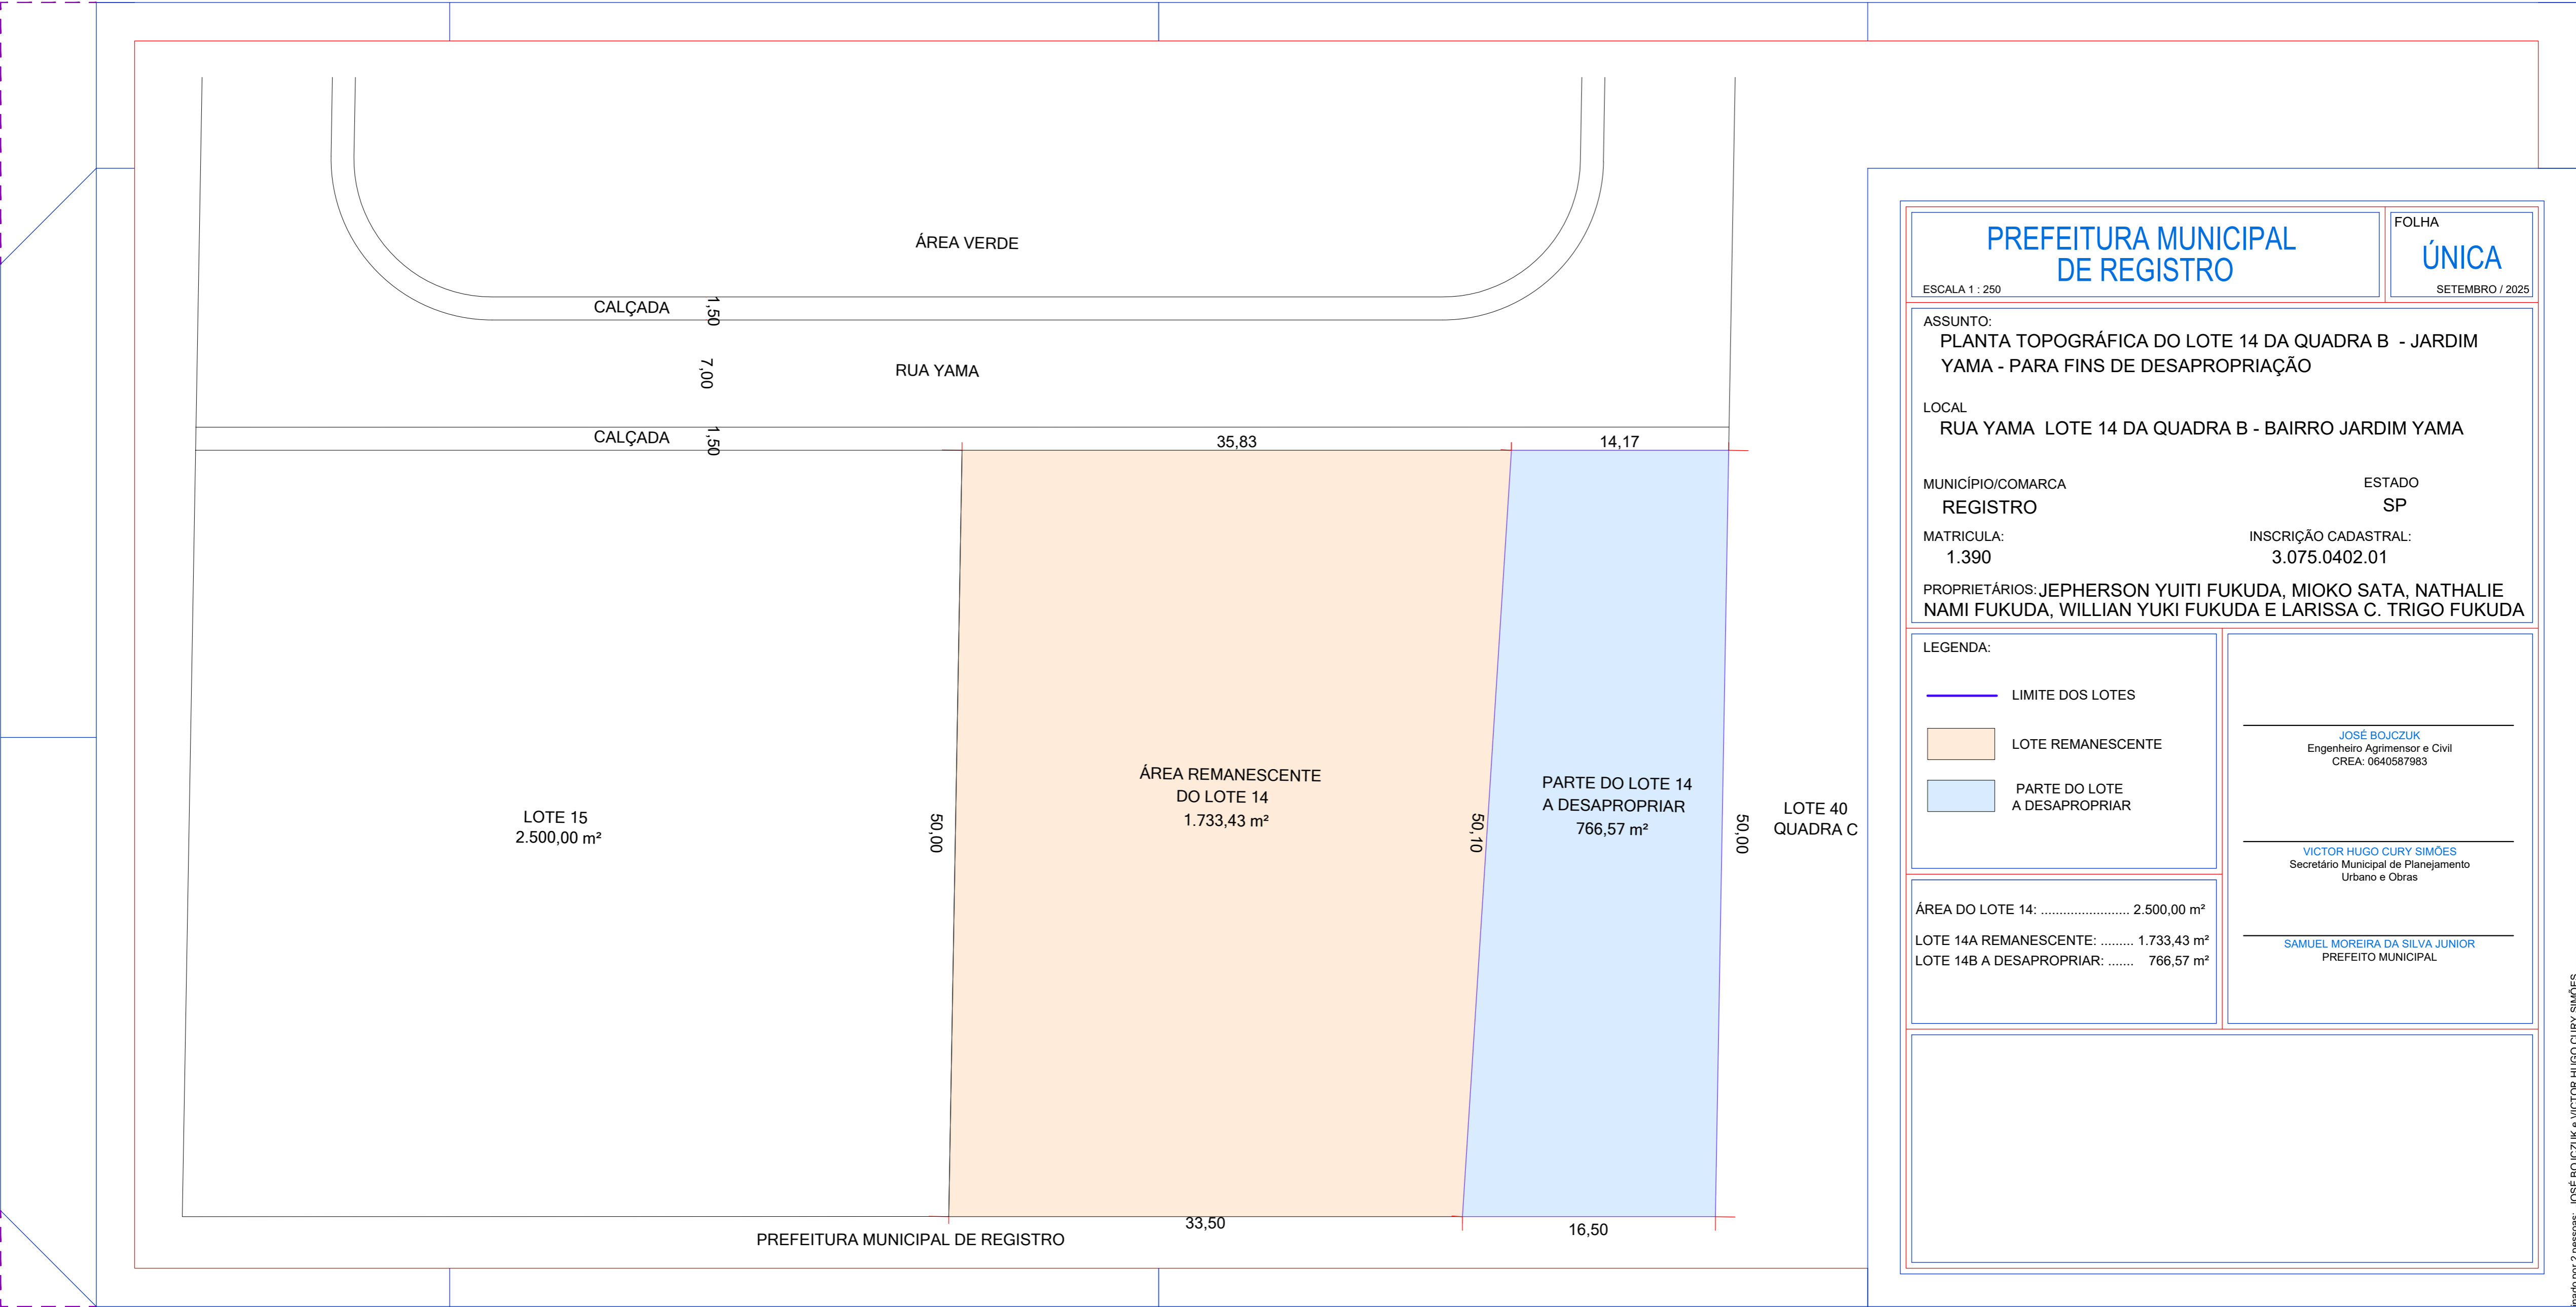 ÁREA VERDE
CALÇADA
1,50
7,00
RUA YAMA
CALÇADA
1,50
35,83
14,17
LOTE 15
2.500,00 m²
50,00
ÁREA REMANESCENTE
DO LOTE 14
1.733,43 m²
50,10
PARTE DO LOTE 14
A DESAPROPRIAR
766,57 m²
50,00
LOTE 40
QUADRA C
33,50
16,50
PREFEITURA MUNICIPAL DE REGISTRO
PREFEITURA MUNICIPAL
DE REGISTRO
ESCALA 1 : 250
FOLHA
ÚNICA
SETEMBRO / 2025
ASSUNTO:
PLANTA TOPOGRÁFICA DO LOTE 14 DA QUADRA B - JARDIM
YAMA - PARA FINS DE DESAPROPRIAÇÃO
LOCAL
RUA YAMA LOTE 14 DA QUADRA B - BAIRRO JARDIM YAMA
MUNICÍPIO/COMARCA
REGISTRO
ESTADO
SP
MATRICULA:
1.390
INSCRIÇÃO CADASTRAL:
3.075.0402.01
PROPRIETÁRIOS: JEPHERSON YUITI FUKUDA, MIOKO SATA, NATHALIE
NAMI FUKUDA, WILLIAN YUKI FUKUDA E LARISSA C. TRIGO FUKUDA
LEGENDA:
LIMITE DOS LOTES
LOTE REMANESCENTE
PARTE DO LOTE
A DESAPROPRIAR
ÁREA DO LOTE 14: ........................ 2.500,00 m²
LOTE 14A REMANESCENTE: ......... 1.733,43 m²
LOTE 14B A DESAPROPRIAR: ....... 766,57 m²
JOSÉ BOJCZUK
Engenheiro Agrimensor e Civil
CREA: 0640587983
VICTOR HUGO CURY SIMÕES
Secretário Municipal de Planejamento
Urbano e Obras
SAMUEL MOREIRA DA SILVA JUNIOR
PREFEITO MUNICIPAL
por 2 pessoas: JOSÉ BOJCZUK e VICTOR HUGO CURY SIMÕES